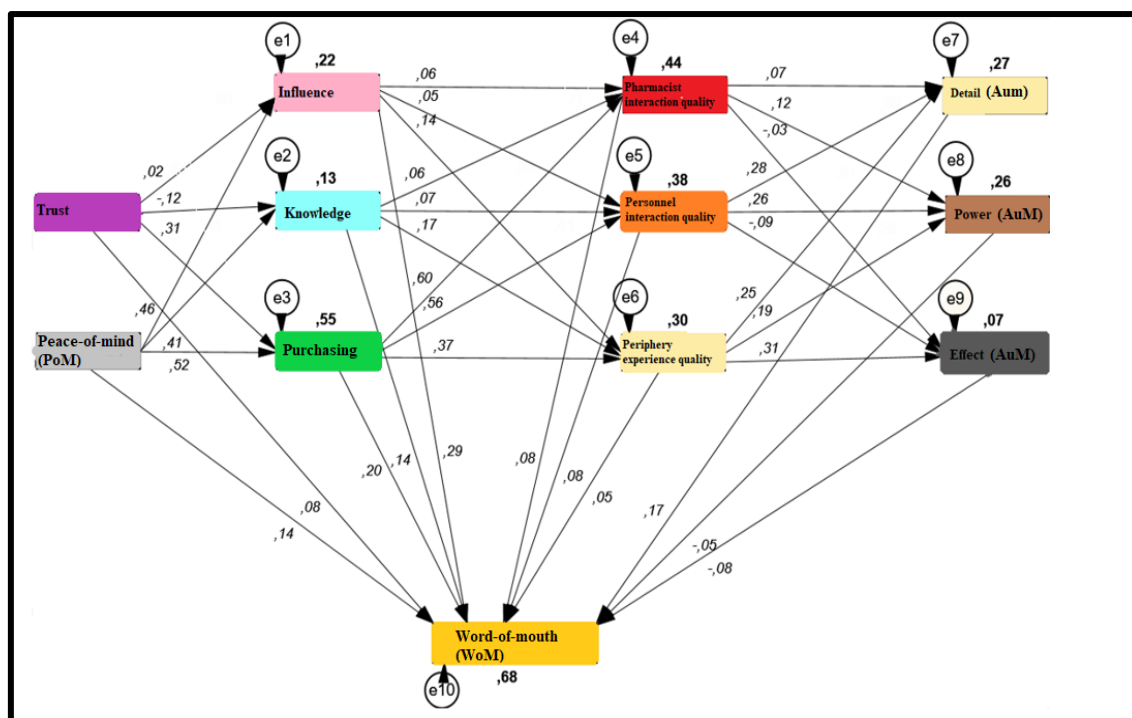 e1
,22
Influence
e4
,44
Pharmacist
interaction quality
e7
,27
Detail (Aum)
,06
,05
,14
,07
,12
-,03
,02
-,12
,31
Trust
e2
,13
Knowledge
,06
,07
,17
e5
,38
Personnel
interaction quality
,28
,26
-,09
e8
,26
Power (AuM)
,46
,41
,52
Peace-of-mind
(PoM)
e3
,55
Purchasing
,60
,56
,37
e6
,30
Periphery
experience quality
,25
,19
,31
e9
,07
Effect (AuM)
,20
,14
,29
,08
,08
,05
,17
-,05
-,08
,08
,14
Word-of-mouth
(WoM)
e10
,68